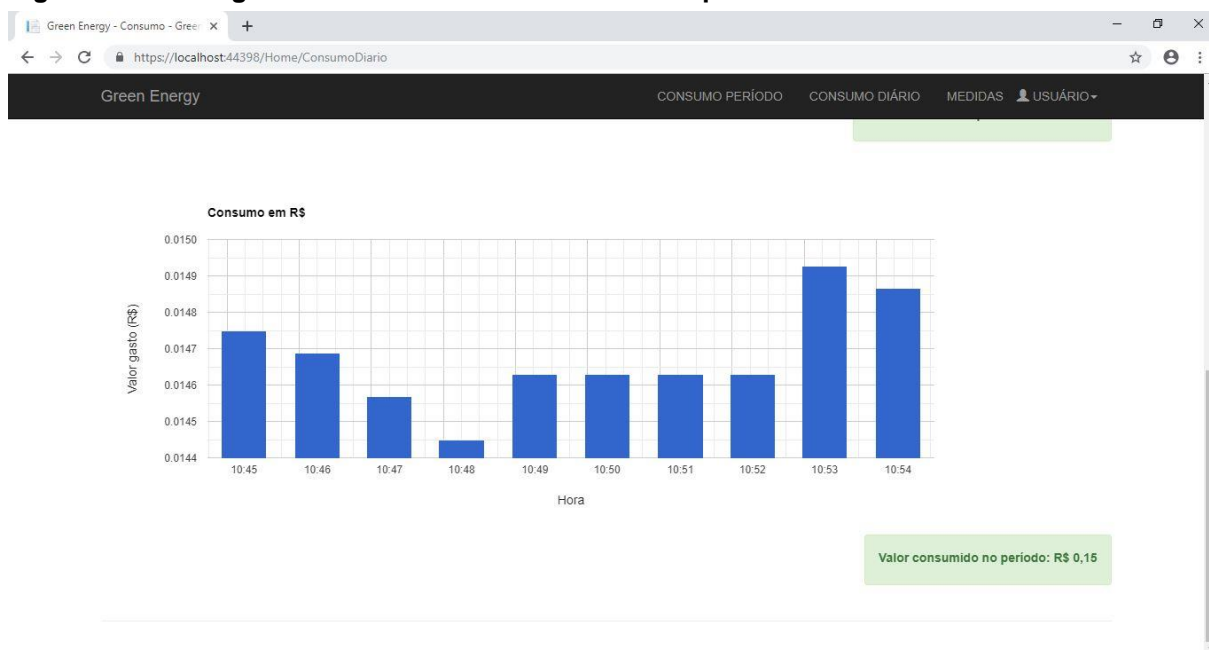 Green Energy - Consumo - Gree
https://localhost:44398/Home/ConsumoDiario
Green Energy CONSUMO PERÍODO CONSUMO DIÁRIO MEDIDAS USUÁRIO
Consumo em R$
Valor gasto (R$)
0.0150
0.0149
0.0148
0.0147
0.0146
0.0145
0.0144
10:45 10:46 10:47 10:48 10:49 10:50 10:51 10:52 10:53 10:54
Hora
Valor consumido no período: R$ 0,15